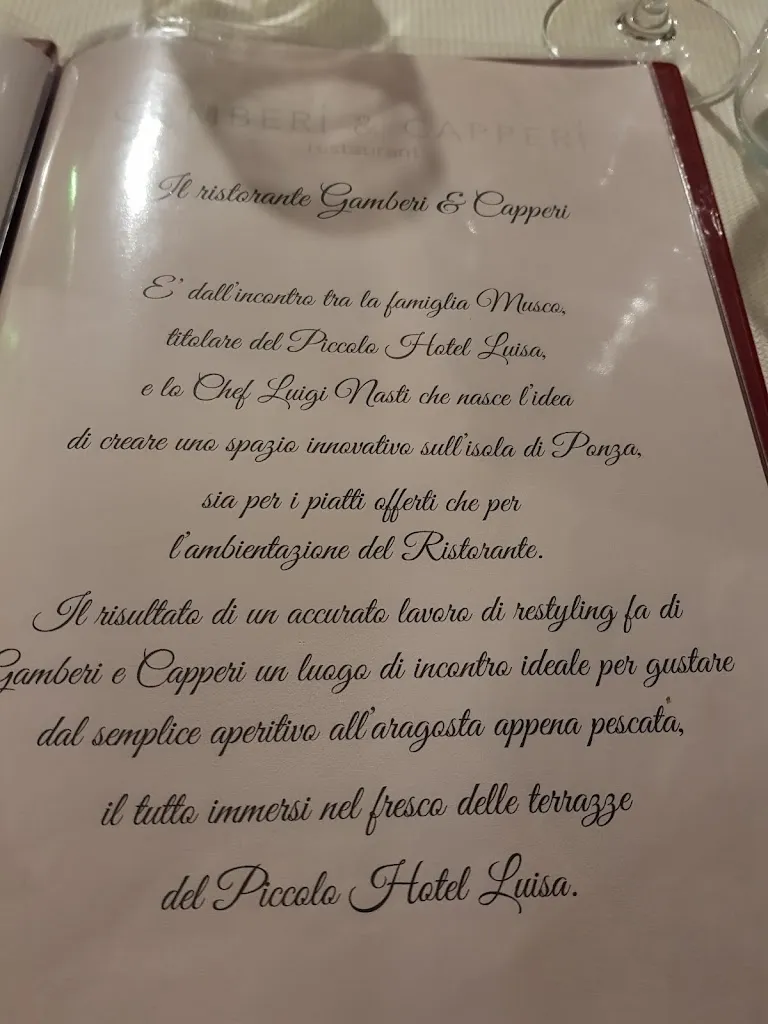 GAMBERI & CAPPERI
restaurant
Il ristorante Gamberi & Capperi
E' dall'incontro tra la famiglia Musco,
titolare del Piccolo Hotel Luisa,
e lo Chef Luigi Nasti che nasce l'idea
di creare uno spazio innovativo sull'isola di Ponza,
sia per i piatti offerti che per
l'ambientazione del Ristorante.
Il risultato di un accurato lavoro di restyling fa di
Gamberi e Capperi un luogo di incontro ideale per gustare
dal semplice aperitivo all'aragosta appena pescata,
il tutto immersi nel fresco delle terrazze
del Piccolo Hotel Luisa.